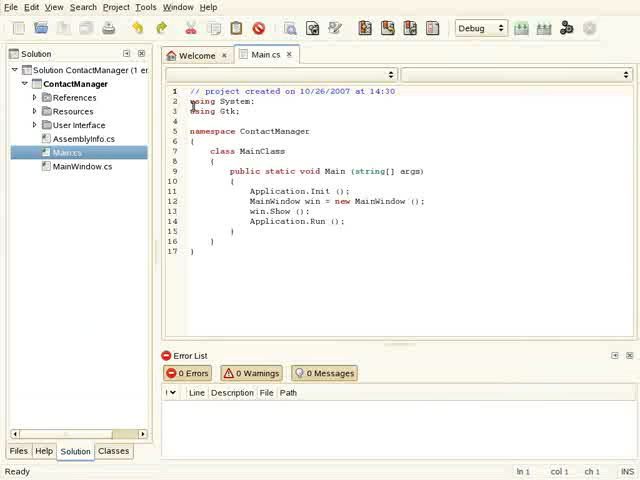 File Edit View Search Project Tools Window Help
Debug
Solution
Solution ContactManager (1 er
ContactManager
References
Resources
User Interface
AssemblyInfo.cs
Main.cs
MainWindow.cs
Files Help Solution Classes
Welcome
Main.cs
1 // project created on 10/26/2007 at 14:30
2 using System;
3 using Gtk;
4
5 namespace ContactManager
6 {
7 class MainClass
8 {
9 public static void Main (string[] args)
10 {
11 Application.Init ();
12 MainWindow win = new MainWindow ();
13 win.Show ();
14 Application.Run ();
15 }
16 }
17 }
Error List
0 Errors 0 Warnings 0 Messages
! Line Description File Path
Ready ln 1 col 1 ch 1 INS